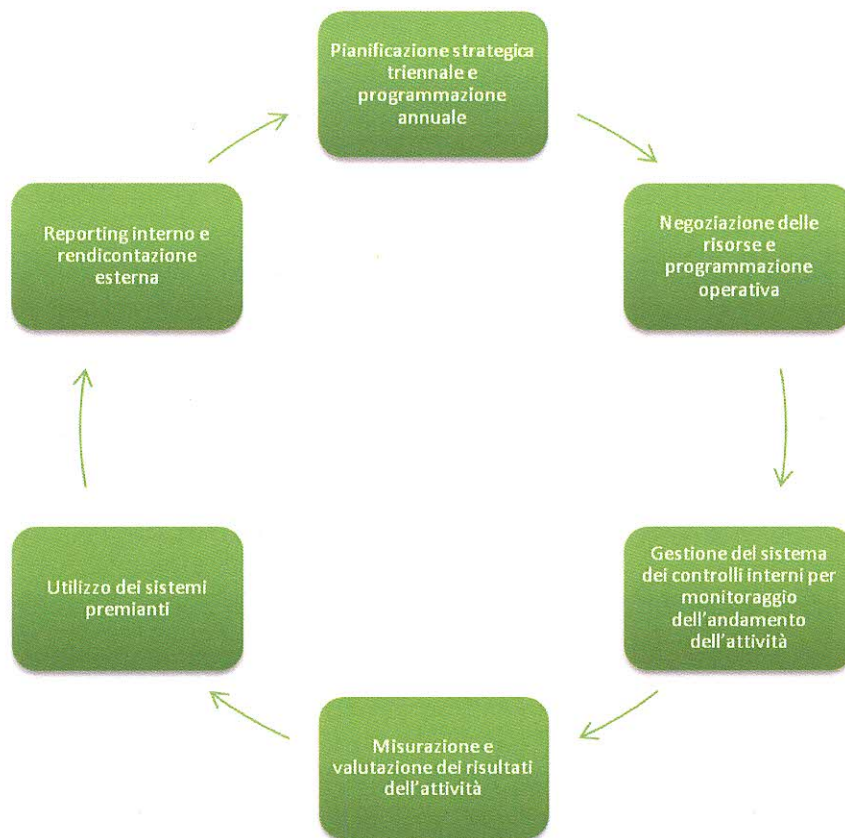 Pianificazione strategica
triennale e
programmazione
annuale
Negoziazione delle
risorse e
programmazione
operativa
Gestione del sistema
dei controlli interni per
monitoraggio
dell'andamento
dell'attività
Misurazione e
valutazione dei risultati
dell'attività
Utilizzo dei sistemi
premianti
Reporting interno e
rendicontazione
esterna